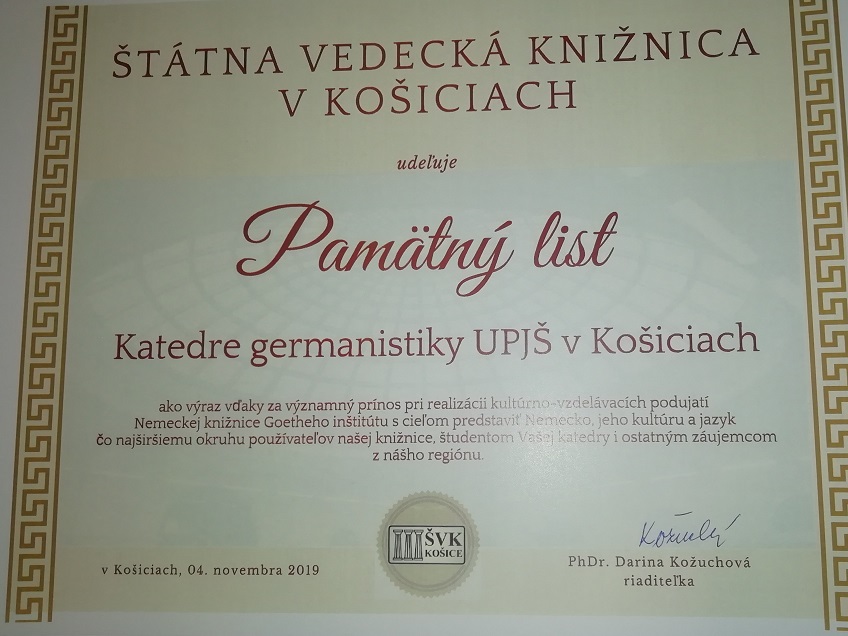 ŠTÁTNA VEDECKÁ KNIŽNICA
V KOŠICIACH
udeľuje
Pamätný list
Katedre germanistiky UPJŠ v Košiciach
ako výraz vďaky za významný prínos pri realizácii kultúrno-vzdelávacích podujatí
Nemeckej knižnice Goetheho inštitútu s cieľom predstaviť Nemecko, jeho kultúru a jazyk
čo najširšiemu okruhu používateľov našej knižnice, študentom Vašej katedry i ostatným záujemcom
z nášho regiónu.
ŠVK
KOŠICE
v Košiciach, 04. novembra 2019
PhDr. Darina Kožuchová
riaditeľka